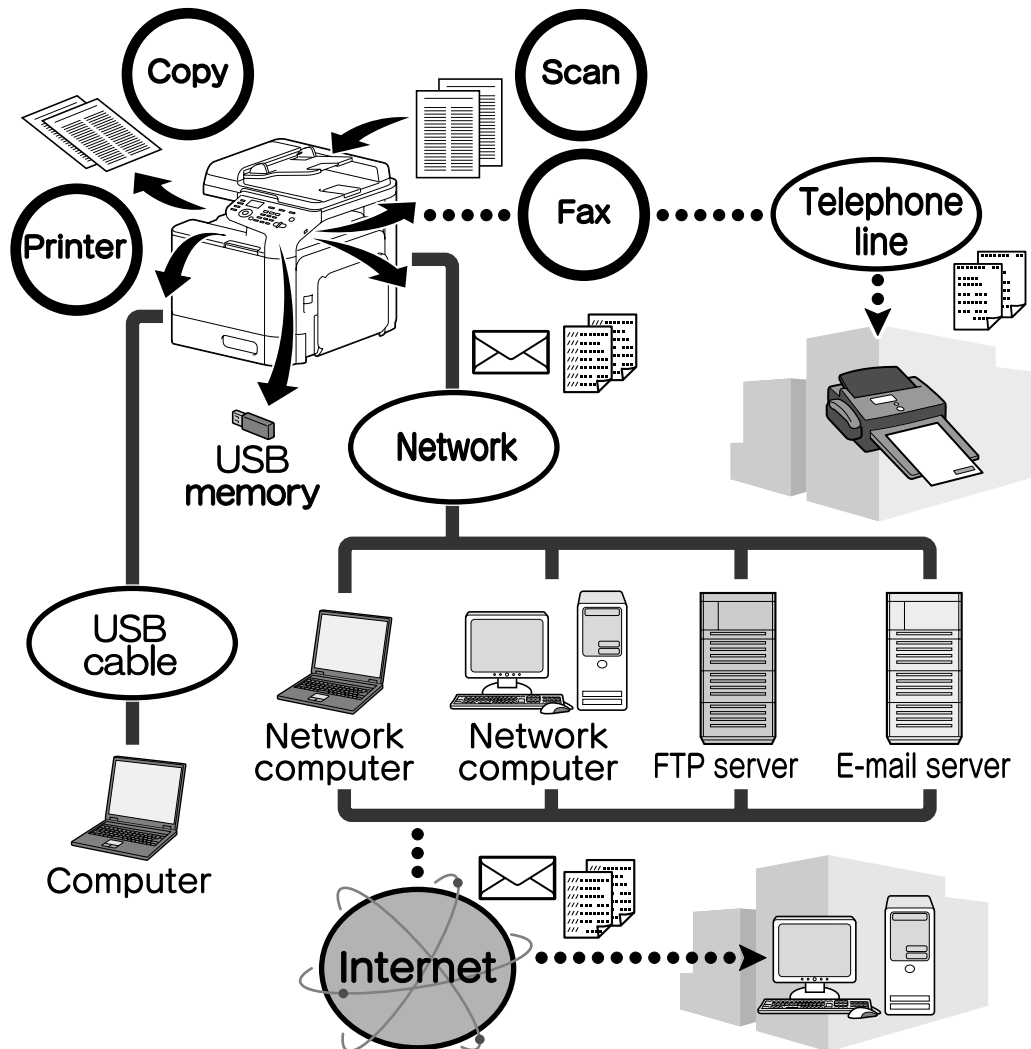 Copy
Scan
Printer
Fax
Telephone
line
USB
memory
Network
USB
cable
Network
computer
Network
computer
FTP server
E-mail server
Computer
Internet